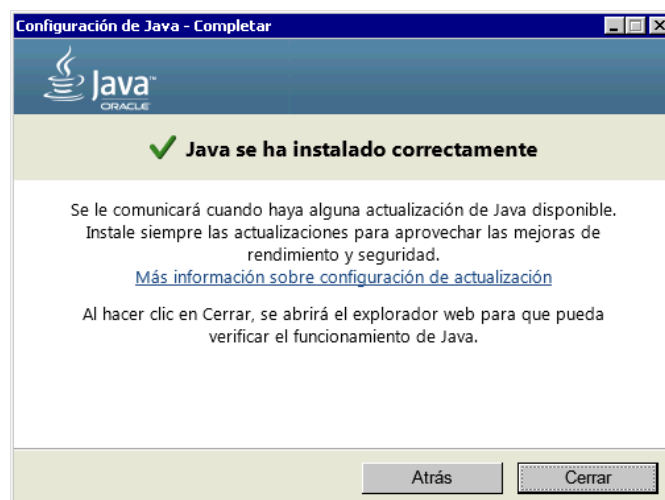 Configuración de Java - Completar
Java™
ORACLE
Java se ha instalado correctamente
Se le comunicará cuando haya alguna actualización de Java disponible.
Instale siempre las actualizaciones para aprovechar las mejoras de
rendimiento y seguridad.
Más información sobre configuración de actualización
Al hacer clic en Cerrar, se abrirá el explorador web para que pueda
verificar el funcionamiento de Java.
Atrás
Cerrar